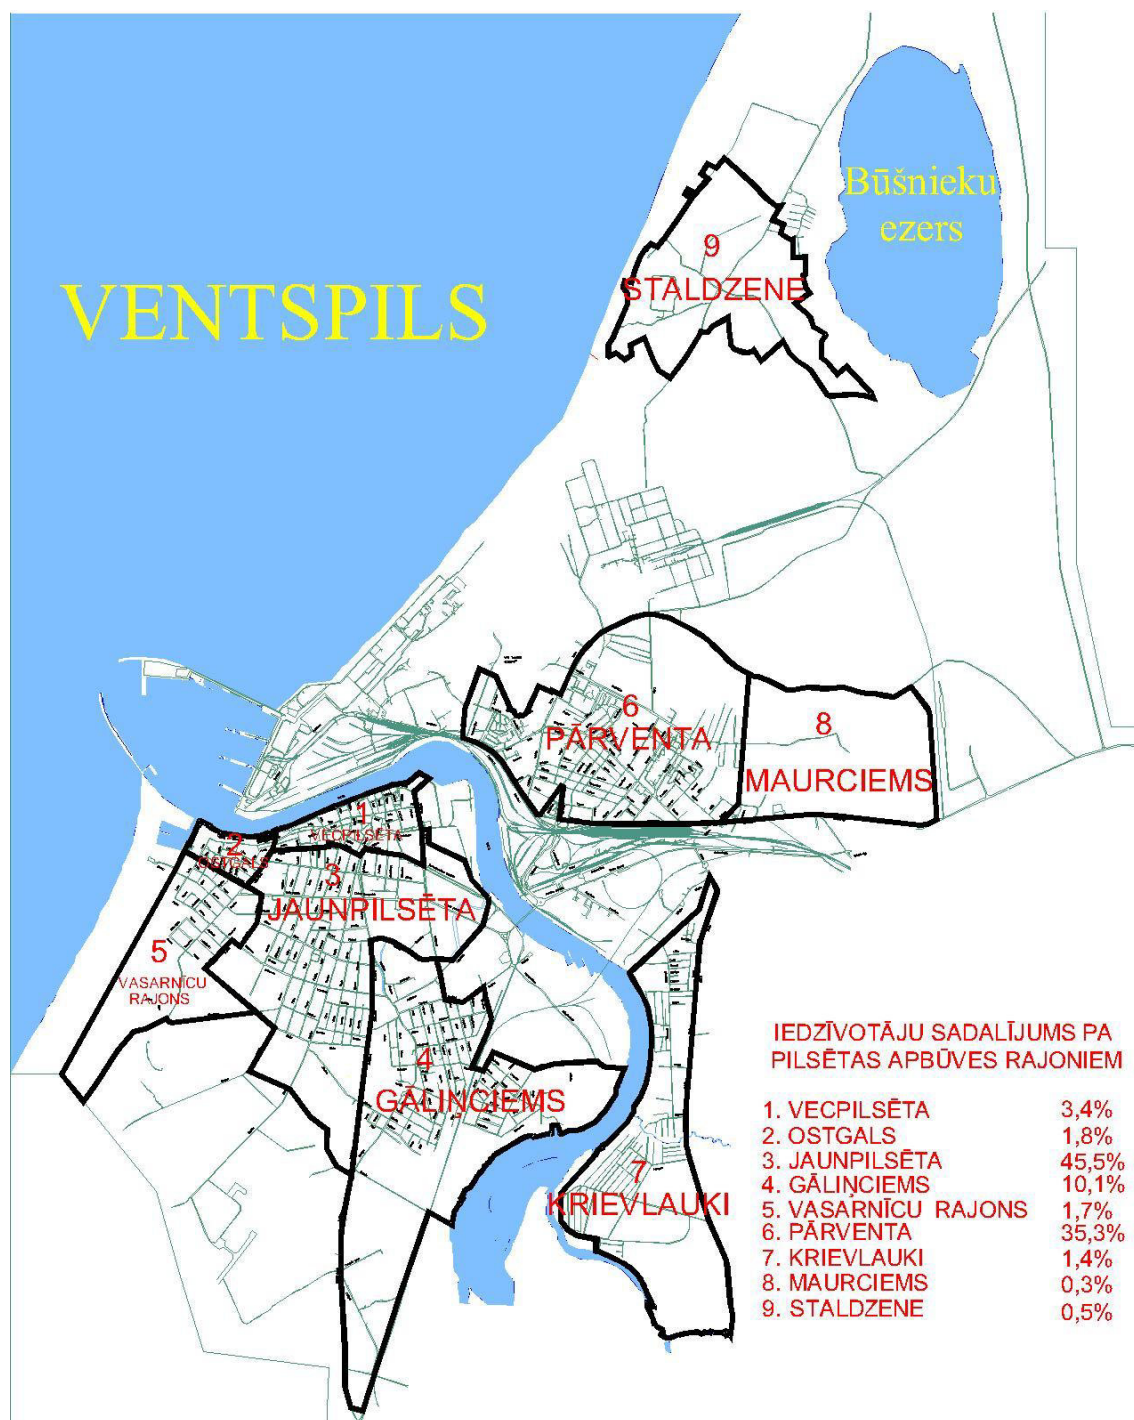 Būšnieku
ezers
VENTSPILS
9
STALDZENE
6
PĀRVENTA
8
MAURCIEMS
1
VECPILSĒTA
2
OSTGALS
3
JAUNPILSĒTA
5
VASARNĪCU
RAJONS
4
GĀLIŅCIEMS
7
KRIEVLAUKI
IEDZĪVOTĀJU SADALĪJUMS PA
PILSĒTAS APBŪVES RAJONIEM
1. VECPILSĒTA 3,4%
2. OSTGALS 1,8%
3. JAUNPILSĒTA 45,5%
4. GĀLIŅCIEMS 10,1%
5. VASARNĪCU RAJONS 1,7%
6. PĀRVENTA 35,3%
7. KRIEVLAUKI 1,4%
8. MAURCIEMS 0,3%
9. STALDZENE 0,5%